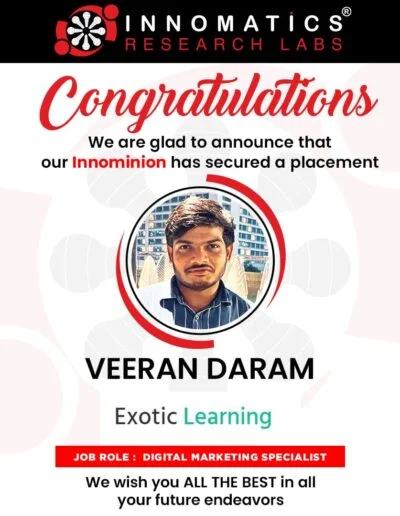 INNOMATICS®
RESEARCH LABS
Congratulations
We are glad to announce that
our Innominion has secured a placement
VEERAN DARAM
Exotic Learning
JOB ROLE : DIGITAL MARKETING SPECIALIST
We wish you ALL THE BEST in all
your future endeavors